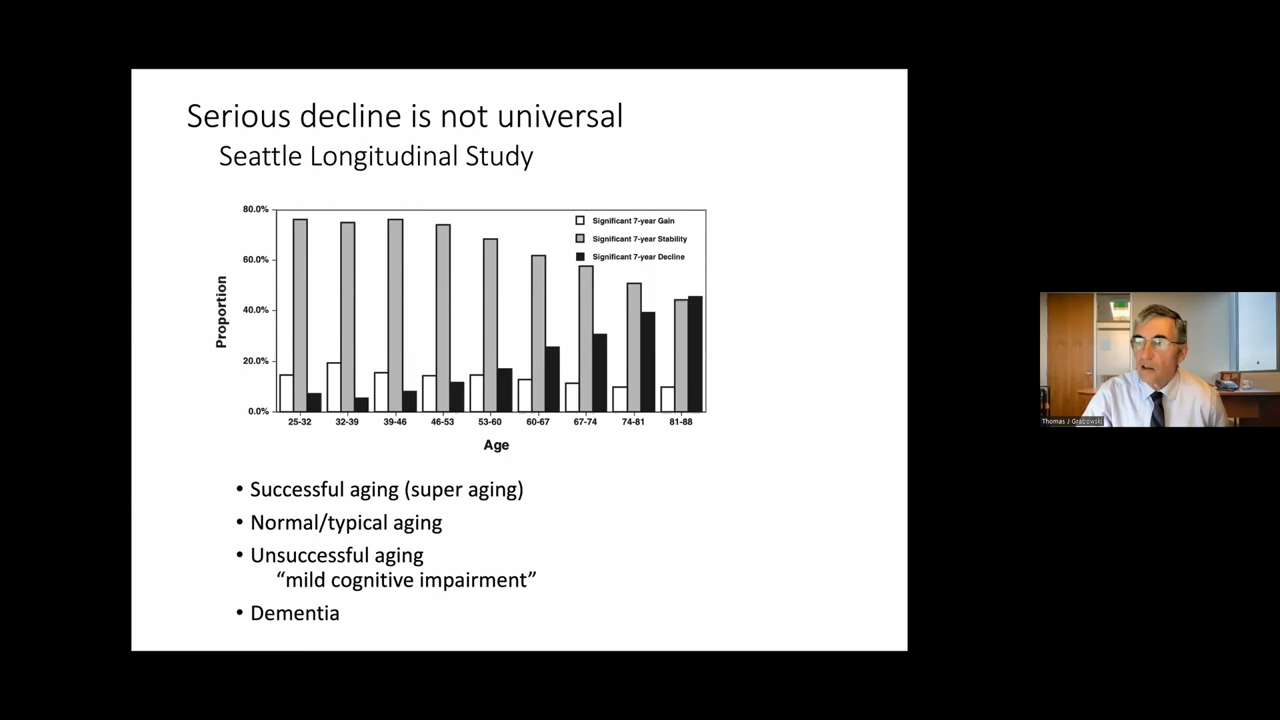 Serious decline is not universal
Seattle Longitudinal Study
80.0%
60.0%
40.0%
20.0%
0.0%
Proportion
Significant 7-year Gain
Significant 7-year Stability
Significant 7-year Decline
25-32 32-39 39-46 46-53 53-60 60-67 67-74 74-81 81-88
Age
• Successful aging (super aging)
• Normal/typical aging
• Unsuccessful aging
“mild cognitive impairment”
• Dementia
Thomas J Grabowski